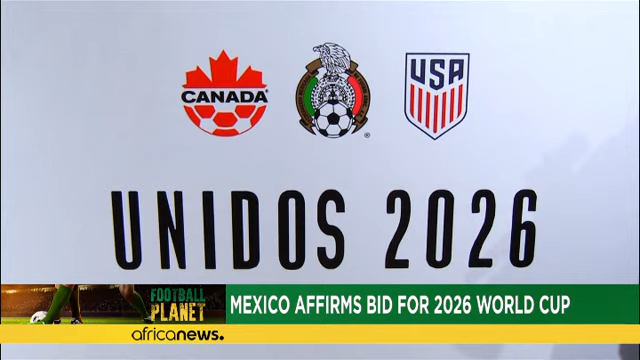 CANADA
USA
®
UNIDOS 2026
FOOTBALL
PLANET
MEXICO AFFIRMS BID FOR 2026 WORLD CUP
africanews.